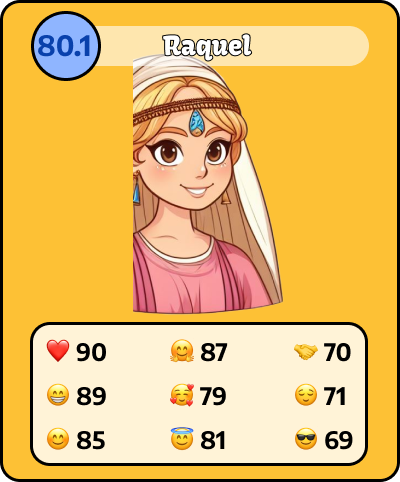 80.1 Raquel
❤️ 90 🤗 87 🤝 70
😁 89 🥰 79 😌 71
😊 85 😇 81 😎 69